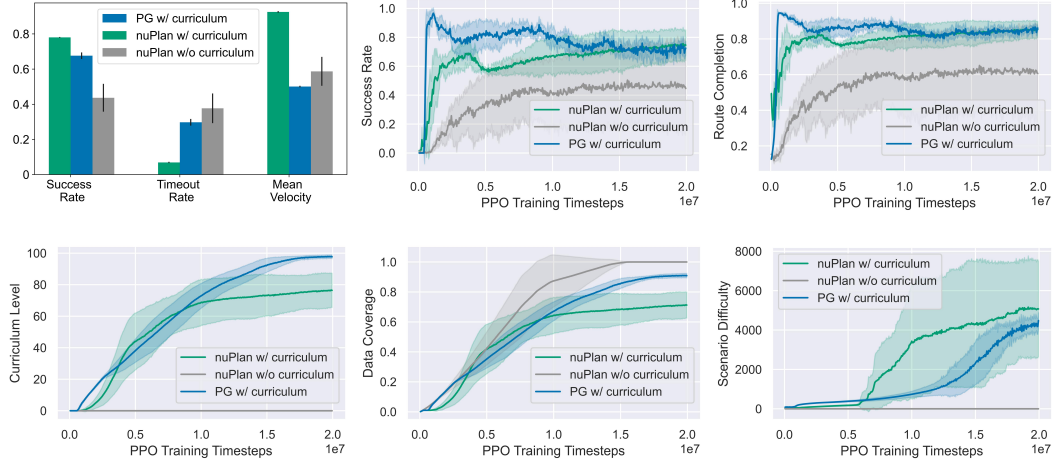 PG w/ curriculum
nuPlan w/ curriculum
nuPlan w/o curriculum
0.8
0.6
0.4
0.2
0
Success Rate
Timeout Rate
Mean Velocity
Success Rate
1.0
0.8
0.6
0.4
0.2
0.0
nuPlan w/ curriculum
nuPlan w/o curriculum
PG w/ curriculum
0.0 0.5 1.0 1.5 2.0
1e7
PPO Training Timesteps
Route Completion
1.0
0.8
0.6
0.4
0.2
nuPlan w/ curriculum
nuPlan w/o curriculum
PG w/ curriculum
0.0 0.5 1.0 1.5 2.0
1e7
PPO Training Timesteps
Curriculum Level
100
80
60
40
20
0
nuPlan w/ curriculum
nuPlan w/o curriculum
PG w/ curriculum
0.0 0.5 1.0 1.5 2.0
1e7
PPO Training Timesteps
Data Coverage
1.0
0.8
0.6
0.4
0.2
0.0
nuPlan w/ curriculum
nuPlan w/o curriculum
PG w/ curriculum
0.0 0.5 1.0 1.5 2.0
1e7
PPO Training Timesteps
Scenario Difficulty
8000
6000
4000
2000
0
nuPlan w/ curriculum
nuPlan w/o curriculum
PG w/ curriculum
0.0 0.5 1.0 1.5 2.0
1e7
PPO Training Timesteps